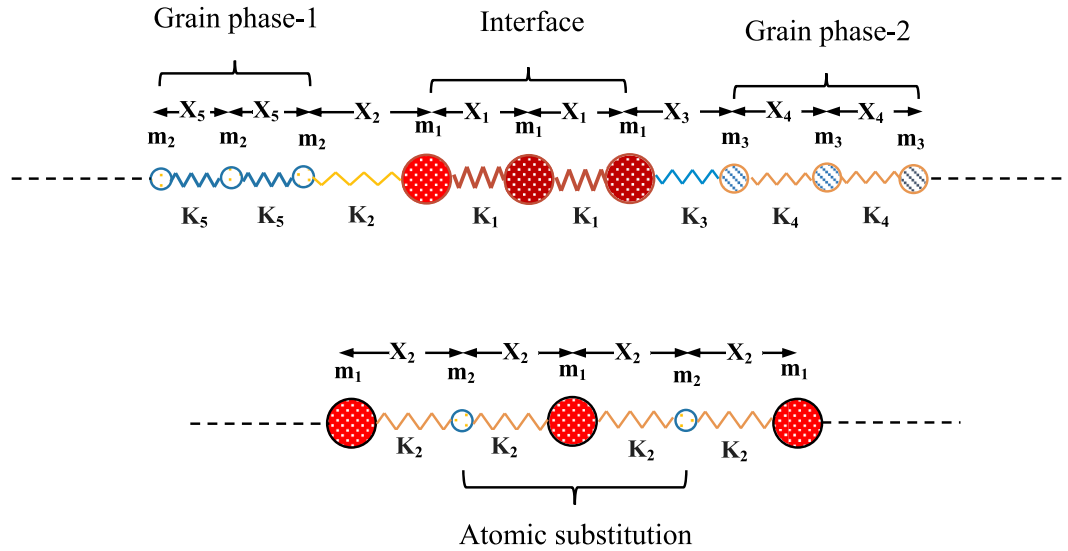 Grain phase-1 Interface Grain phase-2
X₅ X₅ X₂ X₁ X₁ X₃ X₄ X₄
m₂ m₂ m₂ m₁ m₁ m₁ m₃ m₃ m₃
K₅ K₅ K₂ K₁ K₁ K₃ K₄ K₄
X₂ X₂ X₂ X₂
m₁ m₂ m₁ m₂ m₁
K₂ K₂ K₂ K₂
Atomic substitution